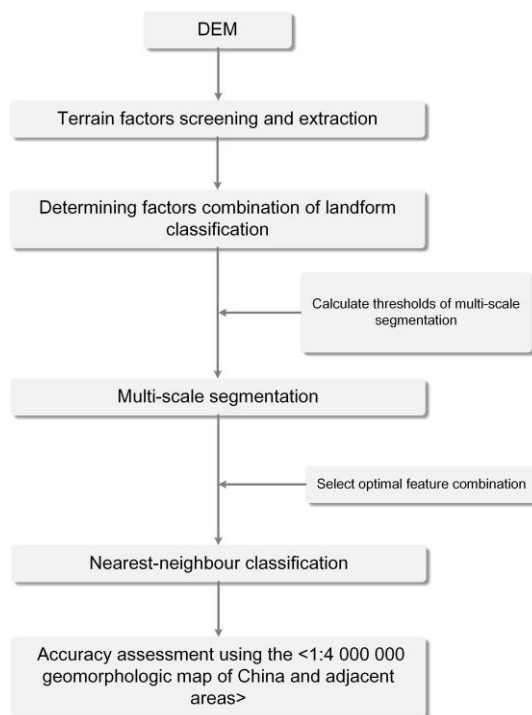 DEM
Terrain factors screening and extraction
Determining factors combination of landform
classification
Calculate thresholds of multi-scale
segmentation
Multi-scale segmentation
Select optimal feature combination
Nearest-neighbour classification
Accuracy assessment using the <1:4 000 000
geomorphologic map of China and adjacent
areas>